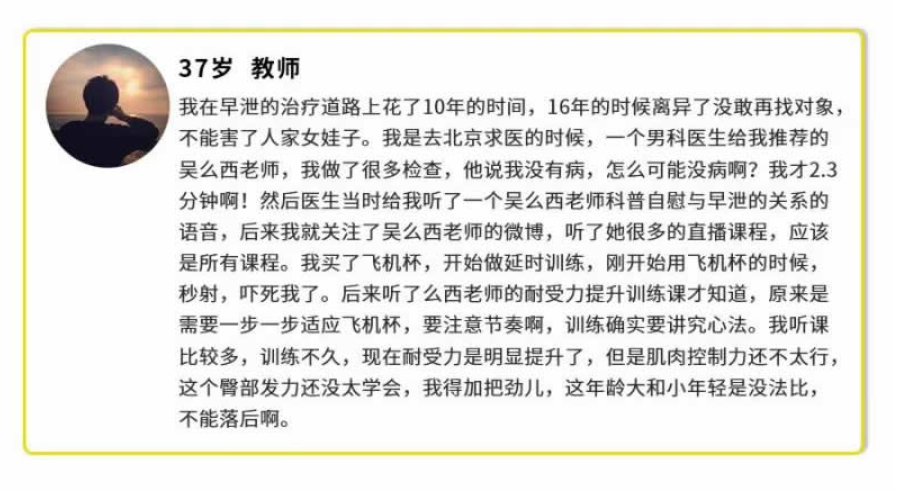 37岁 教师
我在早泄的治疗道路上花了10年的时间，16年的时候离异了没敢再找对象，
不能害了人家女娃子。我是去北京求医的时候，一个男科医生给我推荐的
吴么西老师，我做了很多检查，他说我没有病，怎么可能没病啊？我才2.3
分钟啊！然后医生当时给我听了一个吴么西老师科普自慰与早泄的关系的
语音，后来我就关注了吴么西老师的微博，听了她很多的直播课程，应该
是所有课程。我买了飞机杯，开始做延时训练，刚开始用飞机杯的时候，
秒射，吓死我了。后来听了么西老师的耐受力提升训练课才知道，原来是
需要一步一步适应飞机杯，要注意节奏啊，训练确实要讲究心法。我听课
比较多，训练不久，现在耐受力是明显提升了，但是肌肉控制力还不太行，
这个臀部发力还没太学会，我得加把劲儿，这年龄大和小年轻是没法比，
不能落后啊。